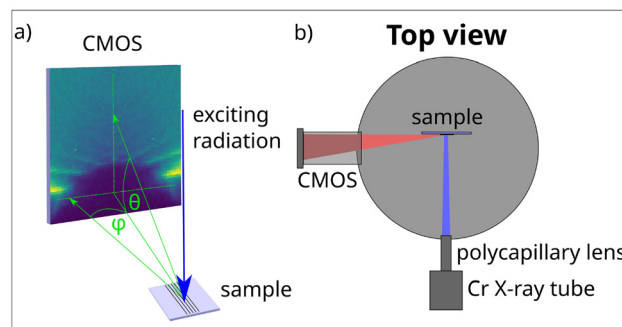 a)
CMOS
exciting
radiation
θ
φ
sample
b)
Top view
sample
CMOS
polycapillary lens
Cr X-ray tube